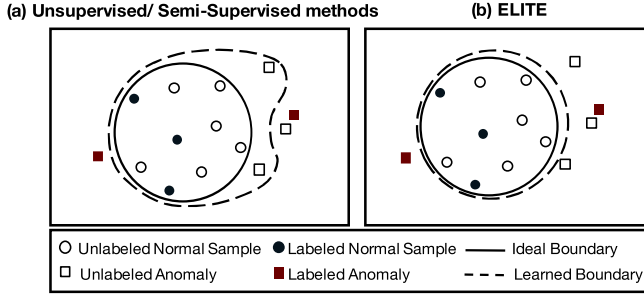 (a) Unsupervised/ Semi-Supervised methods
(b) ELITE
Unlabeled Normal Sample
Labeled Normal Sample
Ideal Boundary
Unlabeled Anomaly
Labeled Anomaly
Learned Boundary